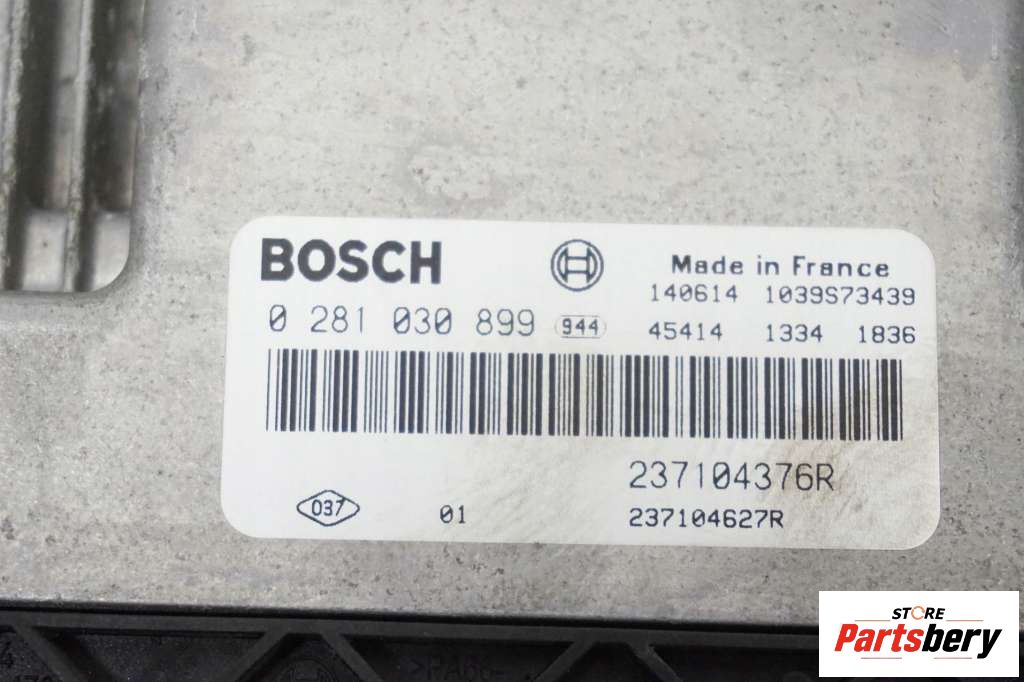 BOSCH
Made in France
140614 1039S73439
0 281 030 899 944 45414 1334 1836
237104376R
037 01 237104627R
>PA66-
STORE
Partsbery